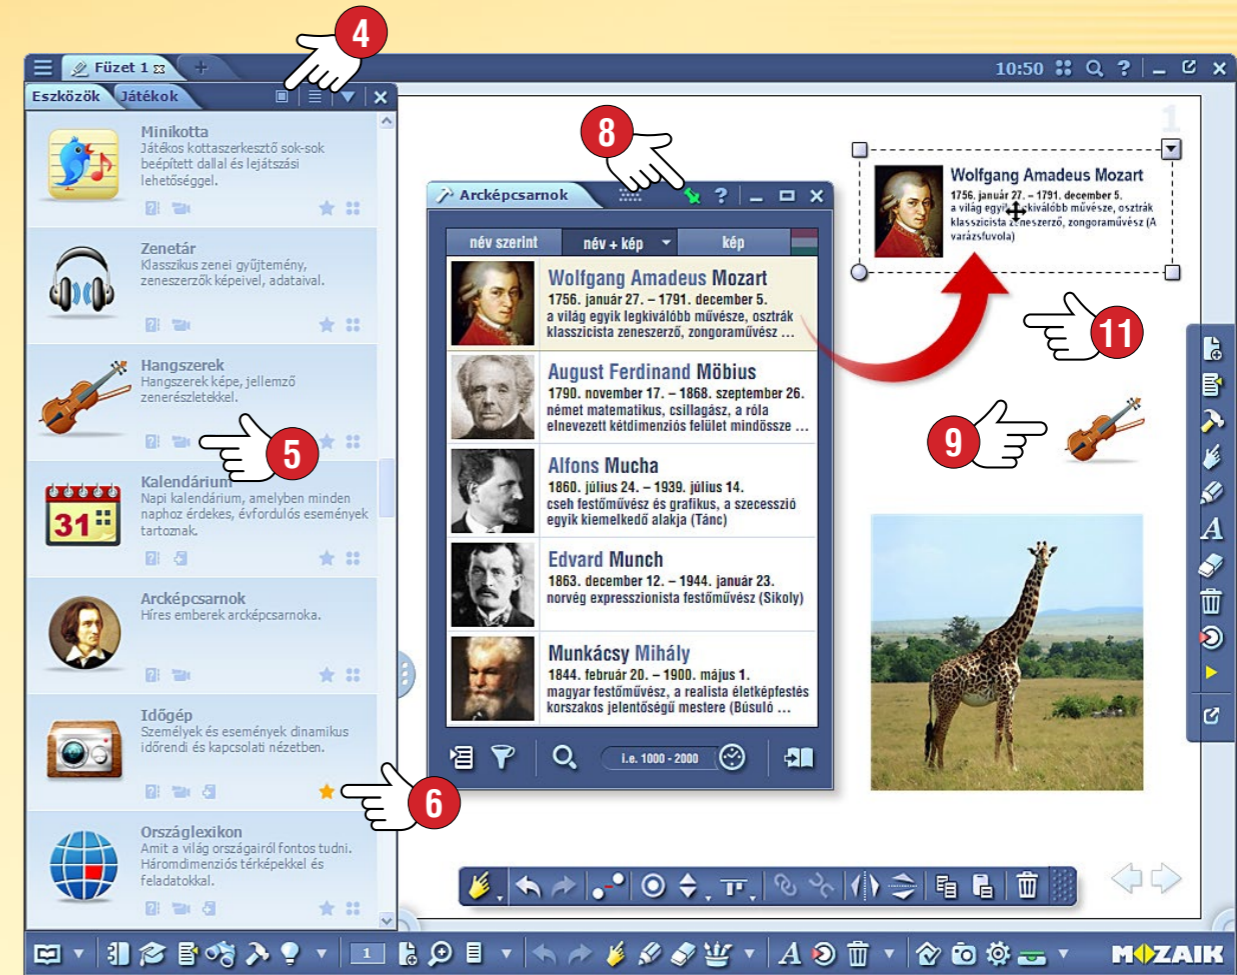 4
Füzet 1
10:50
Eszközök
Játékok
Minikotta
Játékos kottaszerkesztő sok-sok
beépített dallal és lejátszási
lehetőséggel.
Zenetár
Klasszikus zenei gyűjtemény,
zeneszerzők képeivel, adataival.
Hangszerek
Hangszerek képe, jellemző
zenerészletekkel.
5
Kalendárium
Napi kalendárium, amelyben minden
naphoz érdekes, évfordulós események
tartoznak.
31
Arcképcsarnok
Híres emberek arcképcsarnoka.
Időgép
Személyek és események dinamikus
időrendi és kapcsolati nézetben.
6
Országlexikon
Amit a világ országairól fontos tudni.
Háromdimenziós térképekkel és
feladatokkal.
8
Arcképcsarnok
név szerint
név + kép
kép
Wolfgang Amadeus Mozart
1756. január 27. – 1791. december 5.
a világ egyik legkiválóbb művésze, osztrák
klasszicista zeneszerző, zongoraművész ...
August Ferdinand Möbius
1790. november 17. – 1868. szeptember 26.
német matematikus, csillagász, a róla
elnevezett kétdimenziós felület mindössze ...
Alfons Mucha
1860. július 24. – 1939. július 14.
cseh festőművész és grafikus, a szecesszió
egyik kiemelkedő alakja (Tánc)
Edvard Munch
1863. december 12. – 1944. január 23.
norvég expresszionista festőművész (Sikoly)
Munkácsy Mihály
1844. február 20. – 1900. május 1.
magyar festőművész, a realista életképfestés
korszakos jelentőségű mestere (Búsuló ...
i.e. 1000 - 2000
1
Wolfgang Amadeus Mozart
1756. január 27. – 1791. december 5.
a világ egyik legkiválóbb művésze, osztrák
klasszicista zeneszerző, zongoraművész (A
varázsfuvola)
11
9
A
1
A
MOZAIK